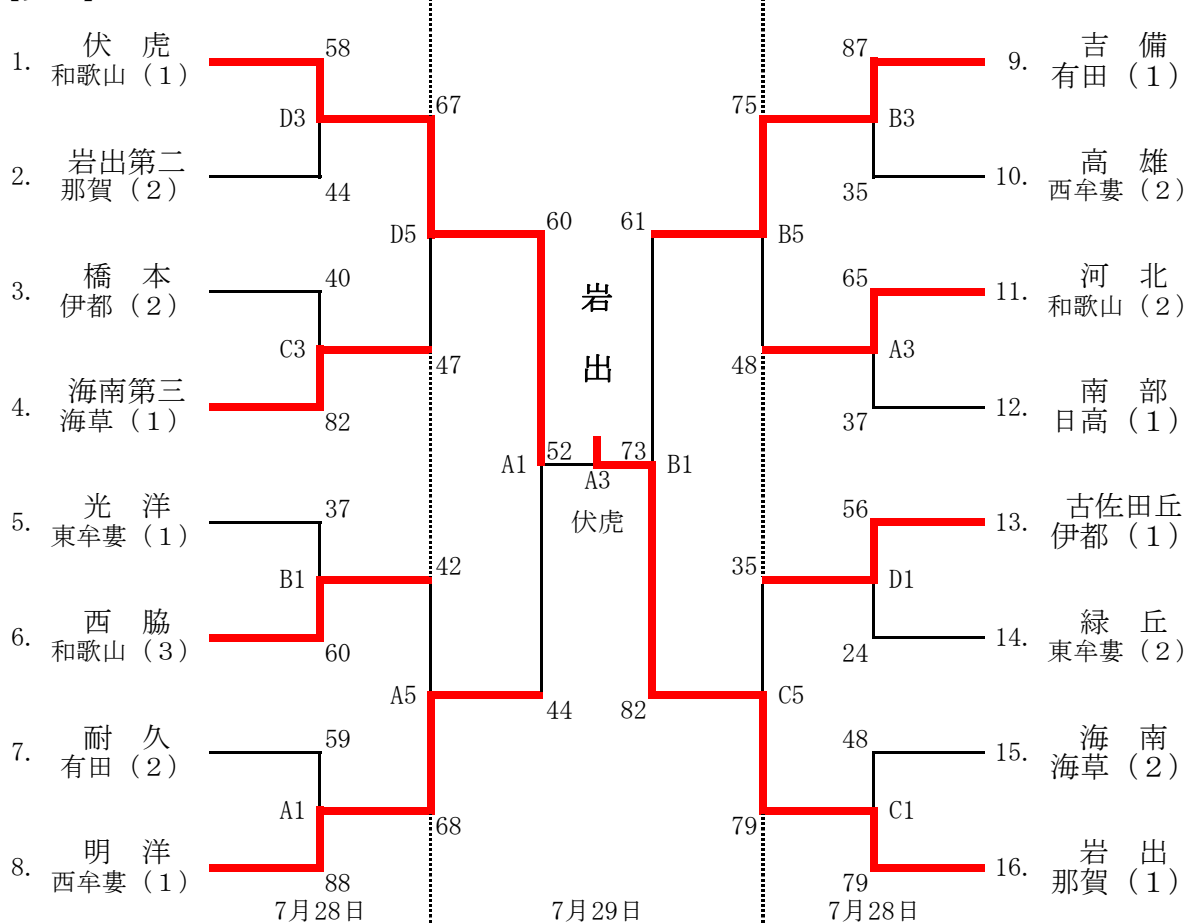 1. 伏 虎
和歌山（１）
2. 岩出第二
那賀（２）
3. 橋 本
伊都（２）
4. 海南第三
海草（１）
5. 光 洋
東牟婁（１）
6. 西 脇
和歌山（３）
7. 耐 久
有田（２）
8. 明 洋
西牟婁（１）
58
D3
44
40
C3
82
37
B1
60
59
A1
88
7月28日
67
D5
47
42
A5
68
60
A1
44
岩
出
52
A3
73
伏虎
7月29日
61
B1
82
75
B5
48
35
C5
79
87
B3
35
65
A3
37
56
D1
24
48
C1
79
7月28日
9. 吉 備
有田（１）
10. 高 雄
西牟婁（２）
11. 河 北
和歌山（２）
12. 南 部
日高（１）
13. 古佐田丘
伊都（１）
14. 緑 丘
東牟婁（２）
15. 海 南
海草（２）
16. 岩 出
那賀（１）